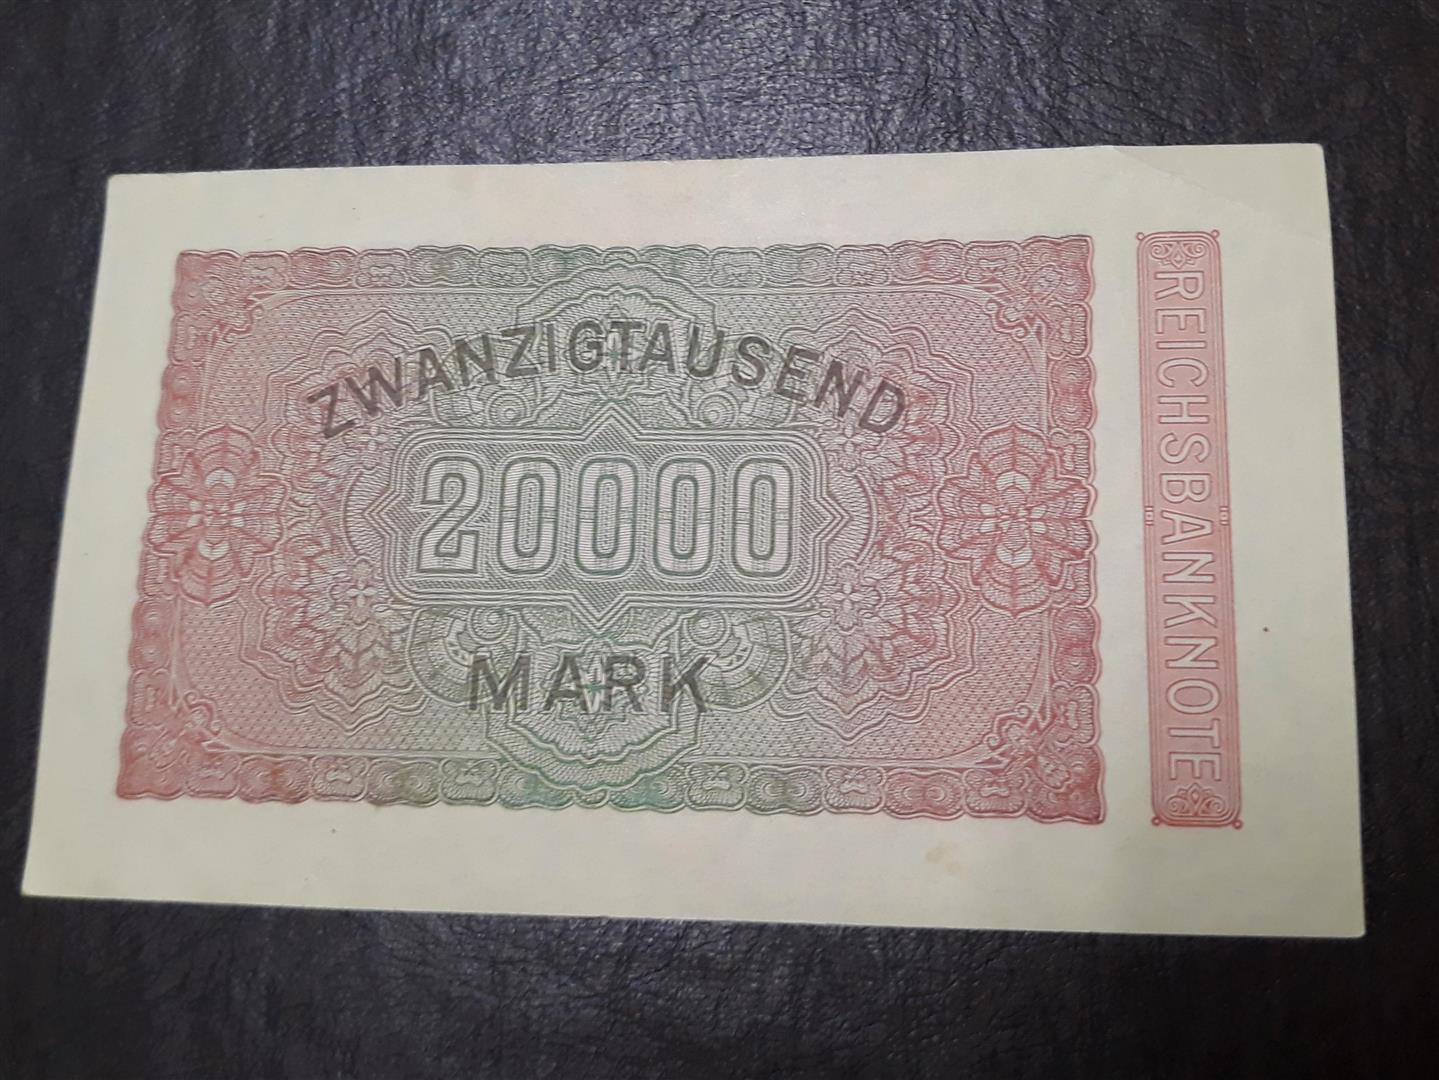 ZWANZIGTAUSEND
20000
MARK
REICHSBANKNOTE